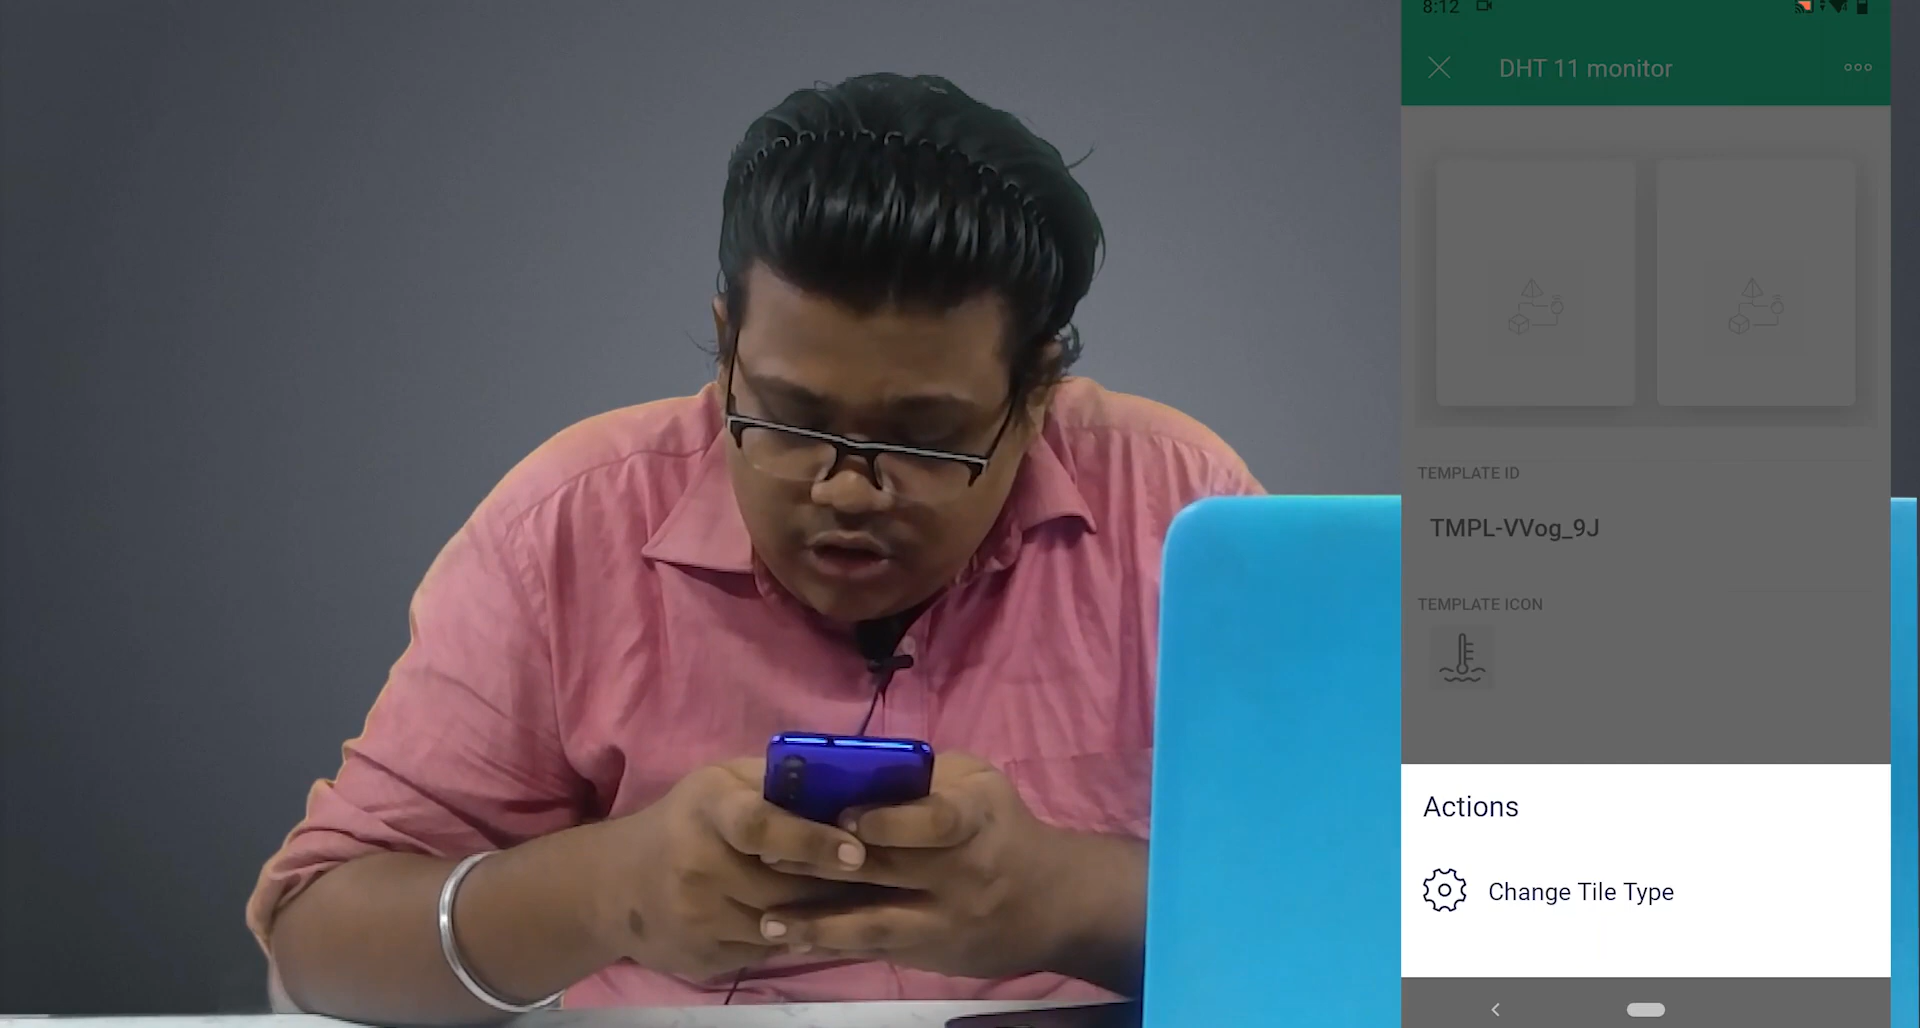 8:12
DHT 11 monitor
TEMPLATE ID
TMPL-VVog_9J
TEMPLATE ICON
Actions
Change Tile Type